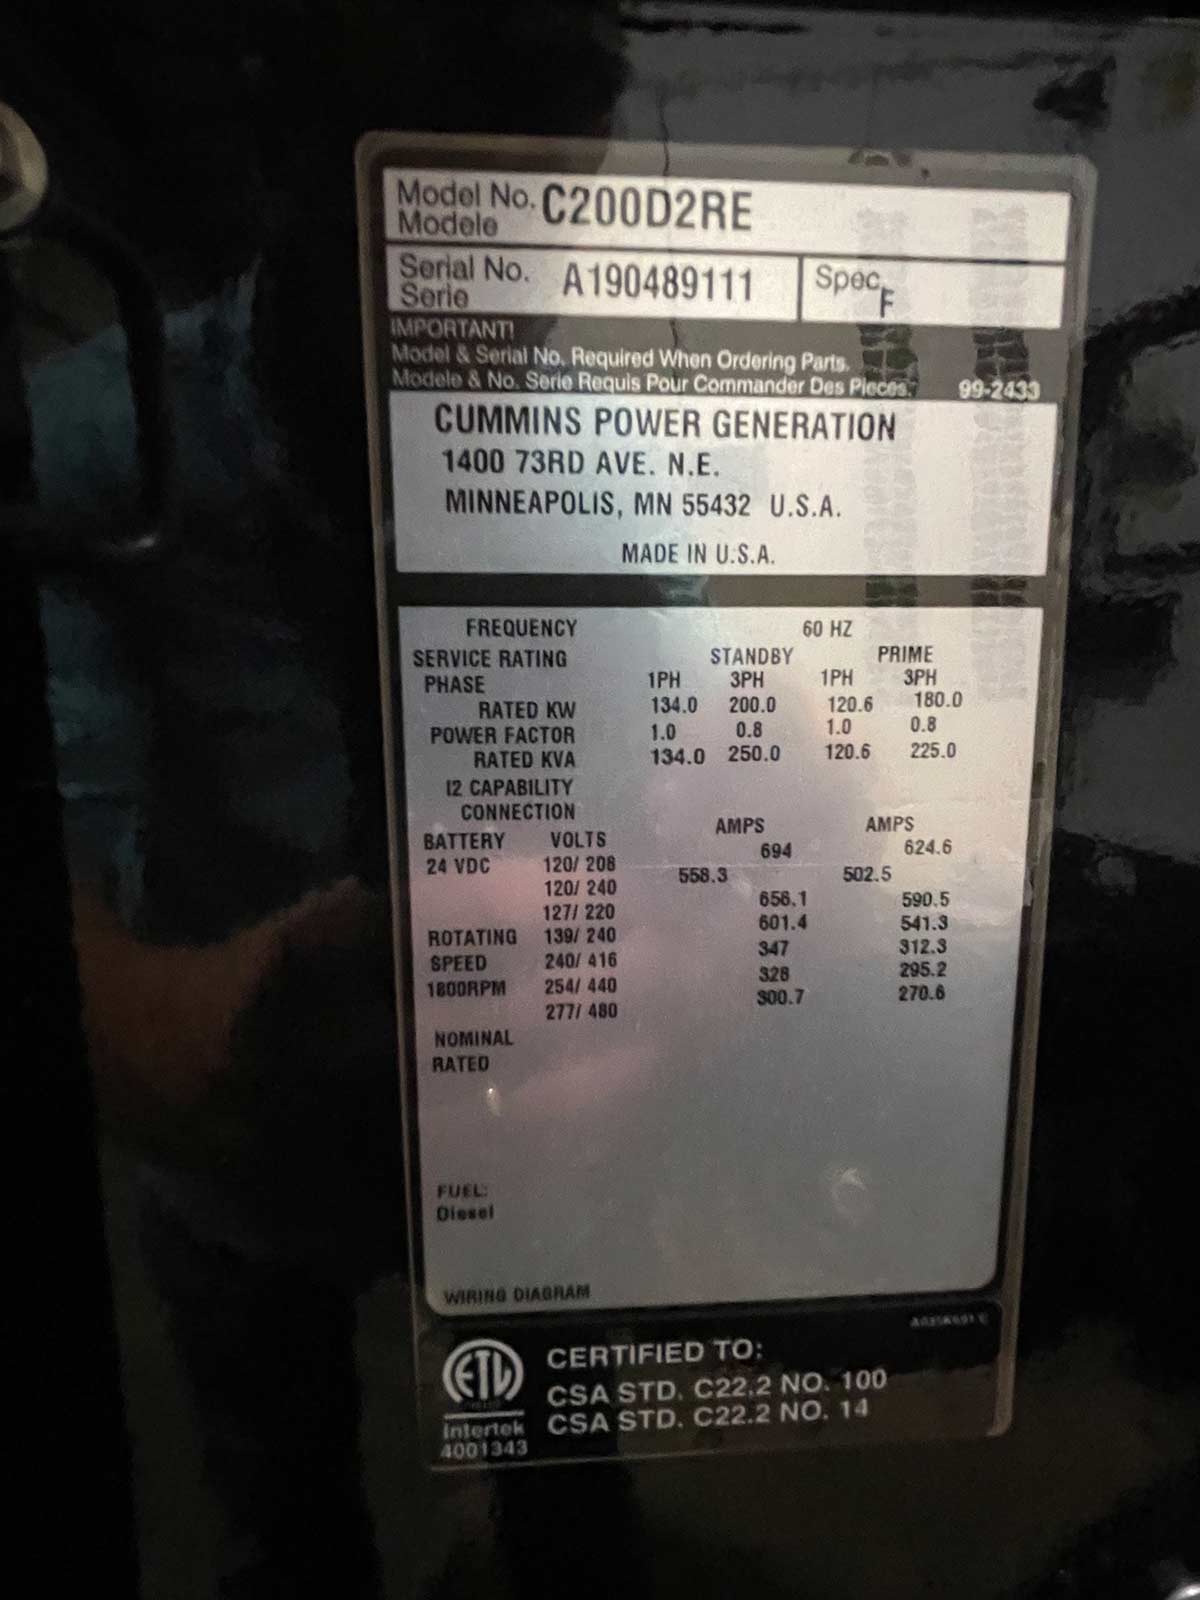 Model No. C200D2RE
Modele
Serial No. A190489111 Spec F
Serie
IMPORTANT!
Model & Serial No. Required When Ordering Parts.
Modele & No. Serie Requis Pour Commander Des Pieces. 99-2433
CUMMINS POWER GENERATION
1400 73RD AVE. N.E.
MINNEAPOLIS, MN 55432 U.S.A.
MADE IN U.S.A.
FREQUENCY 60 HZ
SERVICE RATING STANDBY PRIME
PHASE 1PH 3PH 1PH 3PH
RATED KW 134.0 200.0 120.6 180.0
POWER FACTOR 1.0 0.8 1.0 0.8
RATED KVA 134.0 250.0 120.6 225.0
I2 CAPABILITY
CONNECTION
BATTERY VOLTS AMPS AMPS
24 VDC 120/ 208 694 624.6
120/ 240 558.3 502.5
127/ 220 656.1 590.5
ROTATING 139/ 240 601.4 541.3
SPEED 240/ 416 347 312.3
1800RPM 254/ 440 328 295.2
277/ 480 300.7 270.6
NOMINAL
RATED
FUEL:
Diesel
WIRING DIAGRAM
ETL CERTIFIED TO:
CSA STD. C22.2 NO. 100
Intertek CSA STD. C22.2 NO. 14
4001343